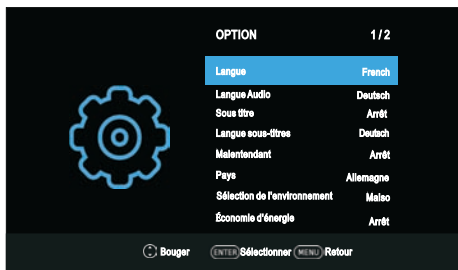 OPTION 1/2
Langue French
Langue Audio Deutsch
Sous titre Arrêt
Langue sous-titres Deutsch
Malentendant Arrêt
Pays Allemagne
Sélection de l'environnement Maiso
Économie d'énergie Arrêt
Bouger ENTER Sélectionner MENU Retour